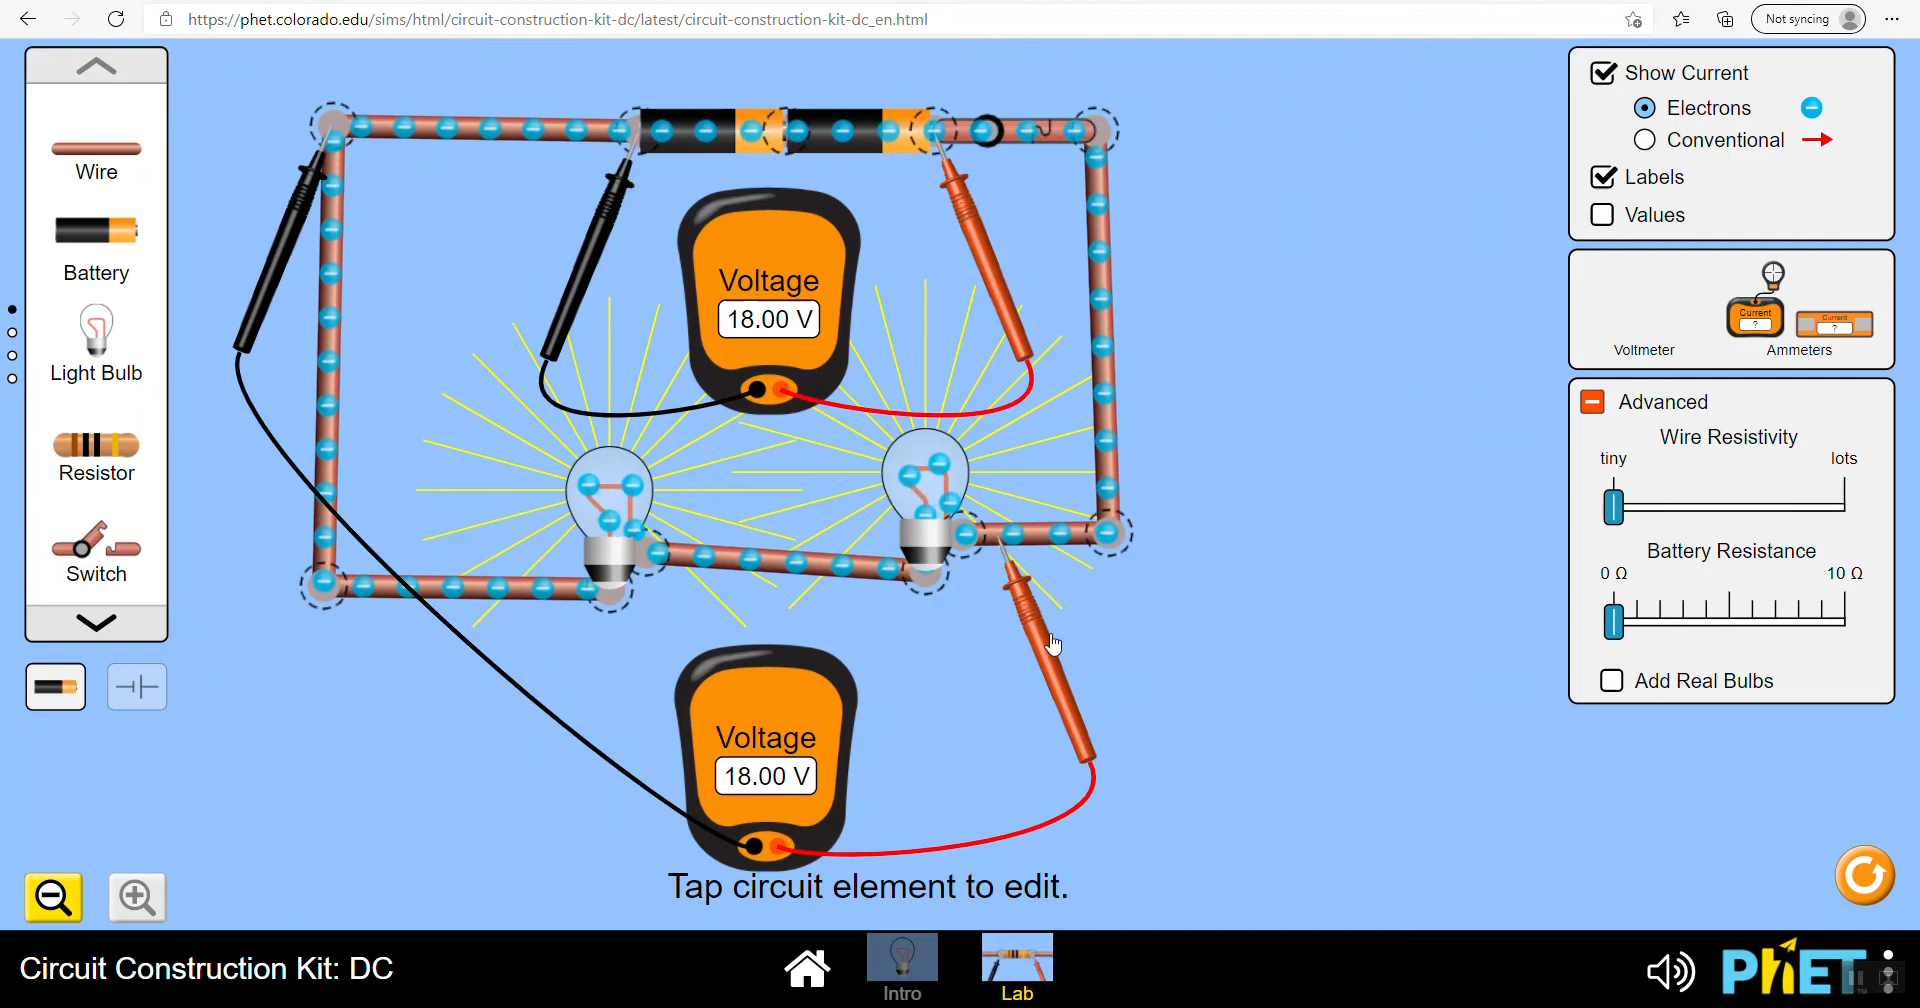 https://phet.colorado.edu/sims/html/circuit-construction-kit-dc/latest/circuit-construction-kit-dc_en.html
Not syncing
Wire
Battery
Light Bulb
Resistor
Switch
Voltage
18.00 V
Voltage
18.00 V
Tap circuit element to edit.
Show Current
Electrons
Conventional
Labels
Values
Current
?
Current
?
Voltmeter
Ammeters
Advanced
Wire Resistivity
tiny
lots
Battery Resistance
0 Ω
10 Ω
Add Real Bulbs
Circuit Construction Kit: DC
Intro
Lab
PhET